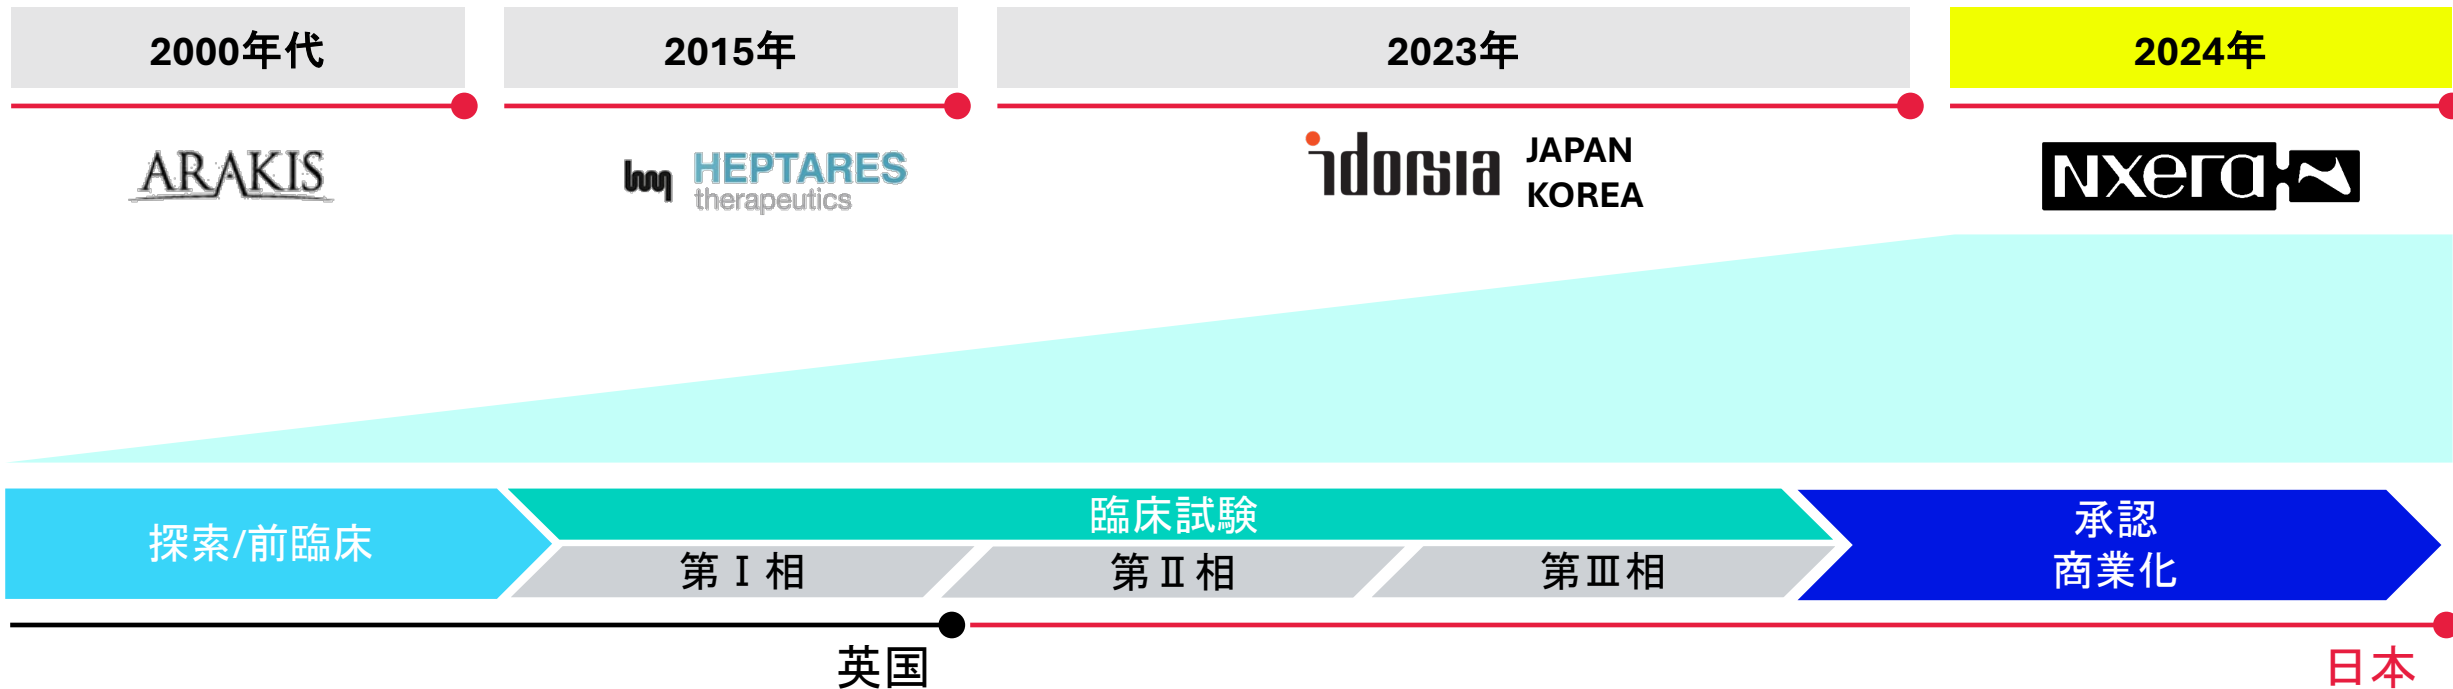 2000年代
2015年
2023年
2024年
ARAKIS
HEPTARES
therapeutics
idorsia
JAPAN
KOREA
Nxera
探索/前臨床
臨床試験
第Ⅰ相
第Ⅱ相
第Ⅲ相
承認
商業化
英国
日本